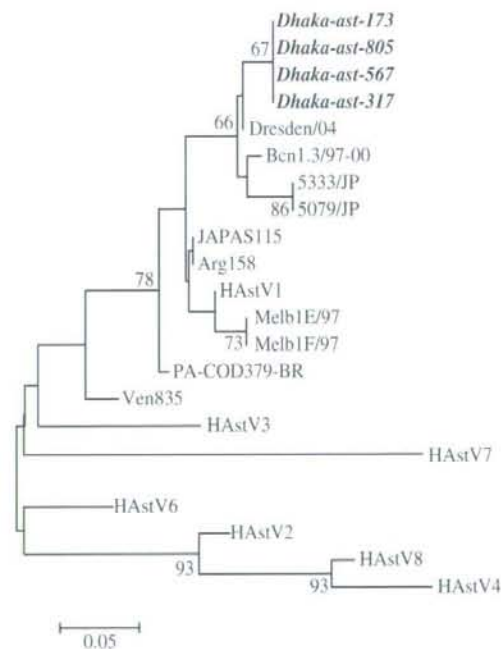 Dhaka-ast-173
67
Dhaka-ast-805
Dhaka-ast-567
Dhaka-ast-317
66
Dresden/04
Bcn1.3/97-00
5333/JP
86
5079/JP
JAPAS115
Arg158
78
HAstV1
Melb1E/97
73
Melb1F/97
PA-COD379-BR
Ven835
HAstV3
HAstV7
HAstV6
HAstV2
93
HAstV8
93
HAstV4
0.05